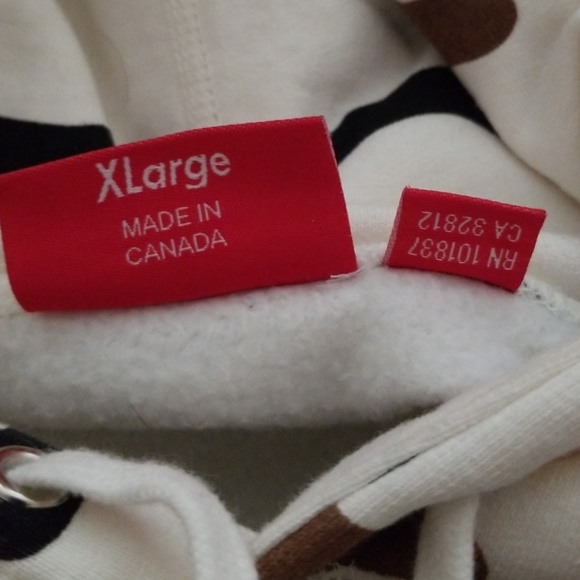 XLarge
MADE IN
CANADA
RN 101837
CA 32812